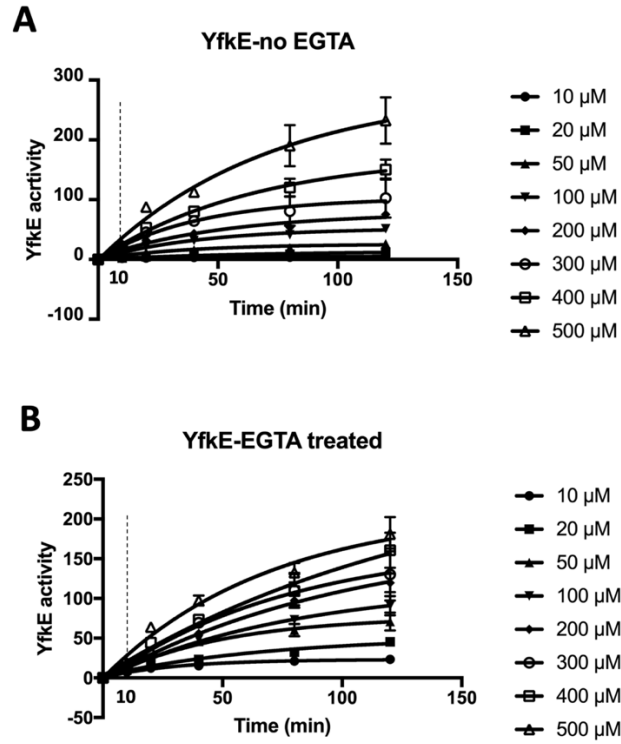 A
YfkE-no EGTA
300
200
100
0
-100
YfkE acrtivity
10
50
100
150
Time (min)
10 µM
20 µM
50 µM
100 µM
200 µM
300 µM
400 µM
500 µM
B
YfkE-EGTA treated
250
200
150
100
50
0
-50
YfkE activity
10
50
100
150
Time (min)
10 µM
20 µM
50 µM
100 µM
200 µM
300 µM
400 µM
500 µM